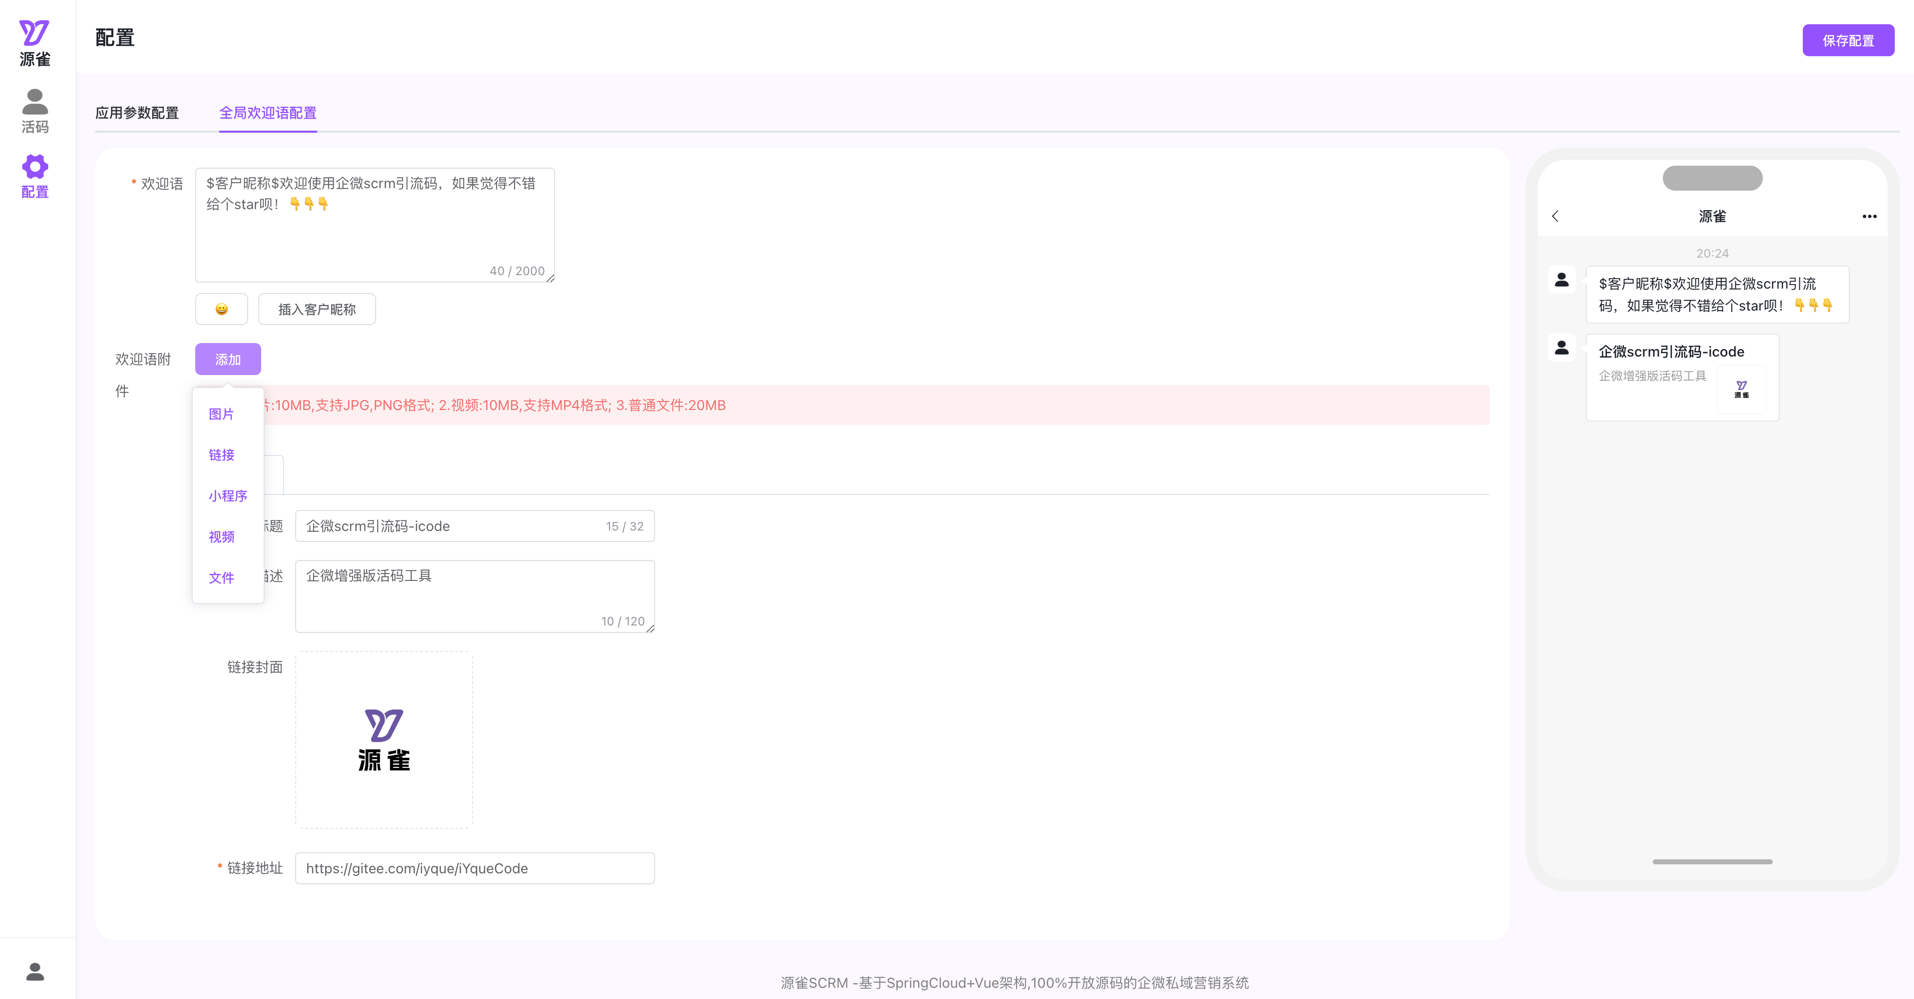 源雀
活码
配置
配置
保存配置
应用参数配置
全局欢迎语配置
* 欢迎语
$客户昵称$欢迎使用企微scrm引流码，如果觉得不错
给个star呗！👇👇👇
40 / 2000
😀
插入客户昵称
欢迎语附
件
添加
图片
链接
小程序
视频
文件
:10MB,支持JPG,PNG格式; 2.视频:10MB,支持MP4格式; 3.普通文件:20MB
题
企微scrm引流码-icode
15 / 32
述
企微增强版活码工具
10 / 120
链接封面
源雀
* 链接地址
https://gitee.com/iyque/iYqueCode
源雀
20:24
$客户昵称$欢迎使用企微scrm引流
码，如果觉得不错给个star呗！👇👇👇
企微scrm引流码-icode
企微增强版活码工具
源雀
源雀SCRM -基于SpringCloud+Vue架构,100%开放源码的企微私域营销系统